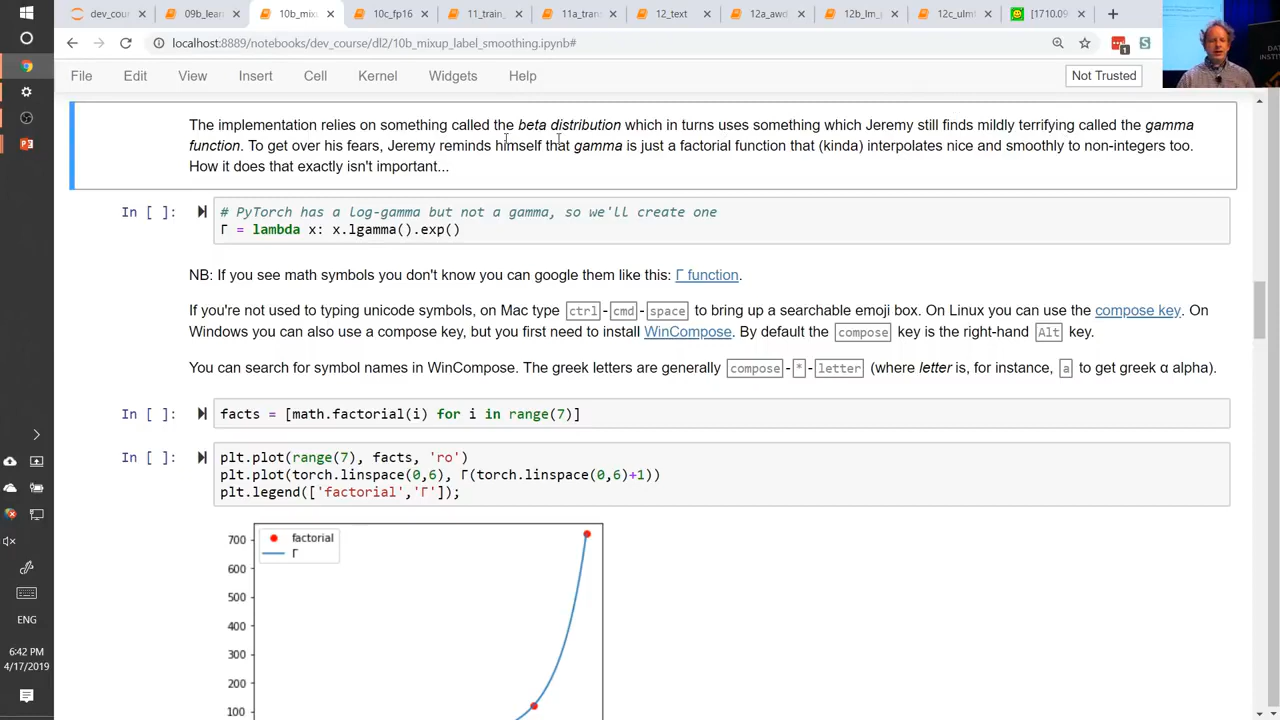 dev_cou
09b_lean
10b_mix
10c_fp16
11_train_
11a_trans
12_text
12a_awd
12b_lm_
12c_ulmf
[1710.09
localhost:8889/notebooks/dev_course/dl2/10b_mixup_label_smoothing.ipynb#
1
S
File Edit View Insert Cell Kernel Widgets Help
Not Trusted
The implementation relies on something called the beta distribution which in turns uses something which Jeremy still finds mildly terrifying called the gamma
function. To get over his fears, Jeremy reminds himself that gamma is just a factorial function that (kinda) interpolates nice and smoothly to non-integers too.
How it does that exactly isn't important...
In [ ]:
# PyTorch has a log-gamma but not a gamma, so we'll create one
Γ = lambda x: x.lgamma().exp()
NB: If you see math symbols you don't know you can google them like this: Γ function.
If you're not used to typing unicode symbols, on Mac type ctrl-cmd-space to bring up a searchable emoji box. On Linux you can use the compose key. On
Windows you can also use a compose key, but you first need to install WinCompose. By default the compose key is the right-hand Alt key.
You can search for symbol names in WinCompose. The greek letters are generally compose-*-letter (where letter is, for instance, a to get greek α alpha).
In [ ]: facts = [math.factorial(i) for i in range(7)]
In [ ]: plt.plot(range(7), facts, 'ro')
plt.plot(torch.linspace(0,6), Γ(torch.linspace(0,6)+1))
plt.legend(['factorial','Γ']);
factorial
Γ
700
600
500
400
300
200
100
ENG
6:42 PM
4/17/2019